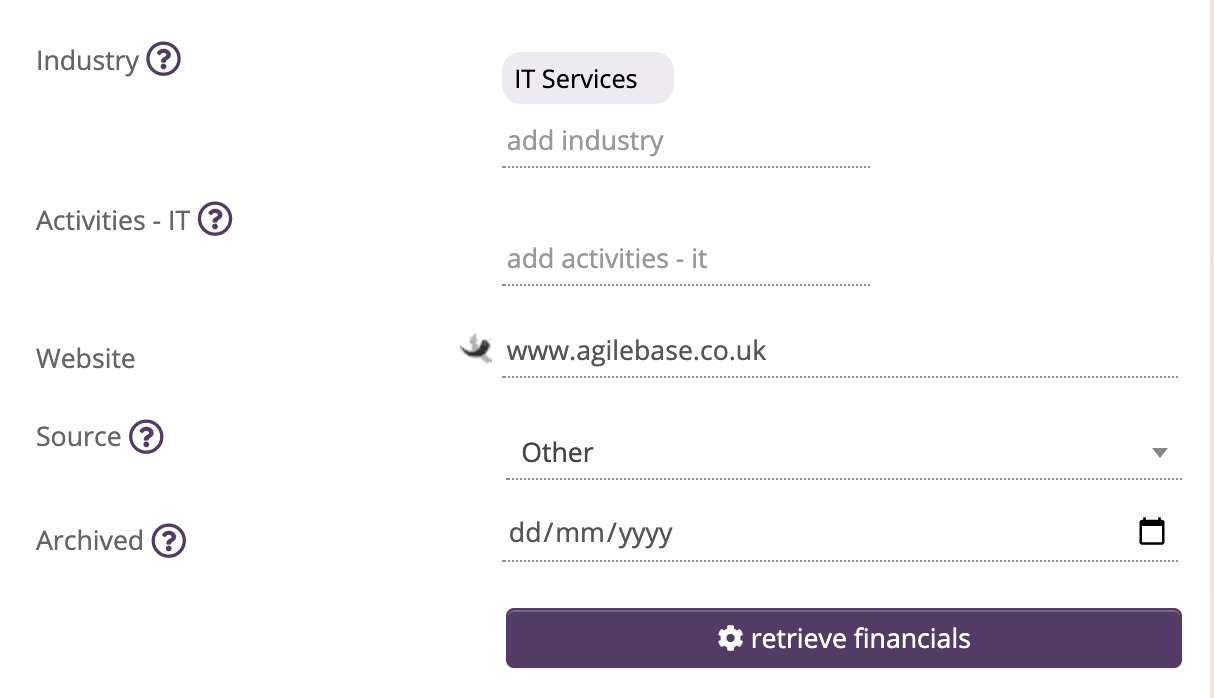 Industry ?
IT Services
add industry
Activities - IT ?
add activities - it
Website
www.agilebase.co.uk
Source ?
Other
Archived ?
dd/mm/yyyy
retrieve financials